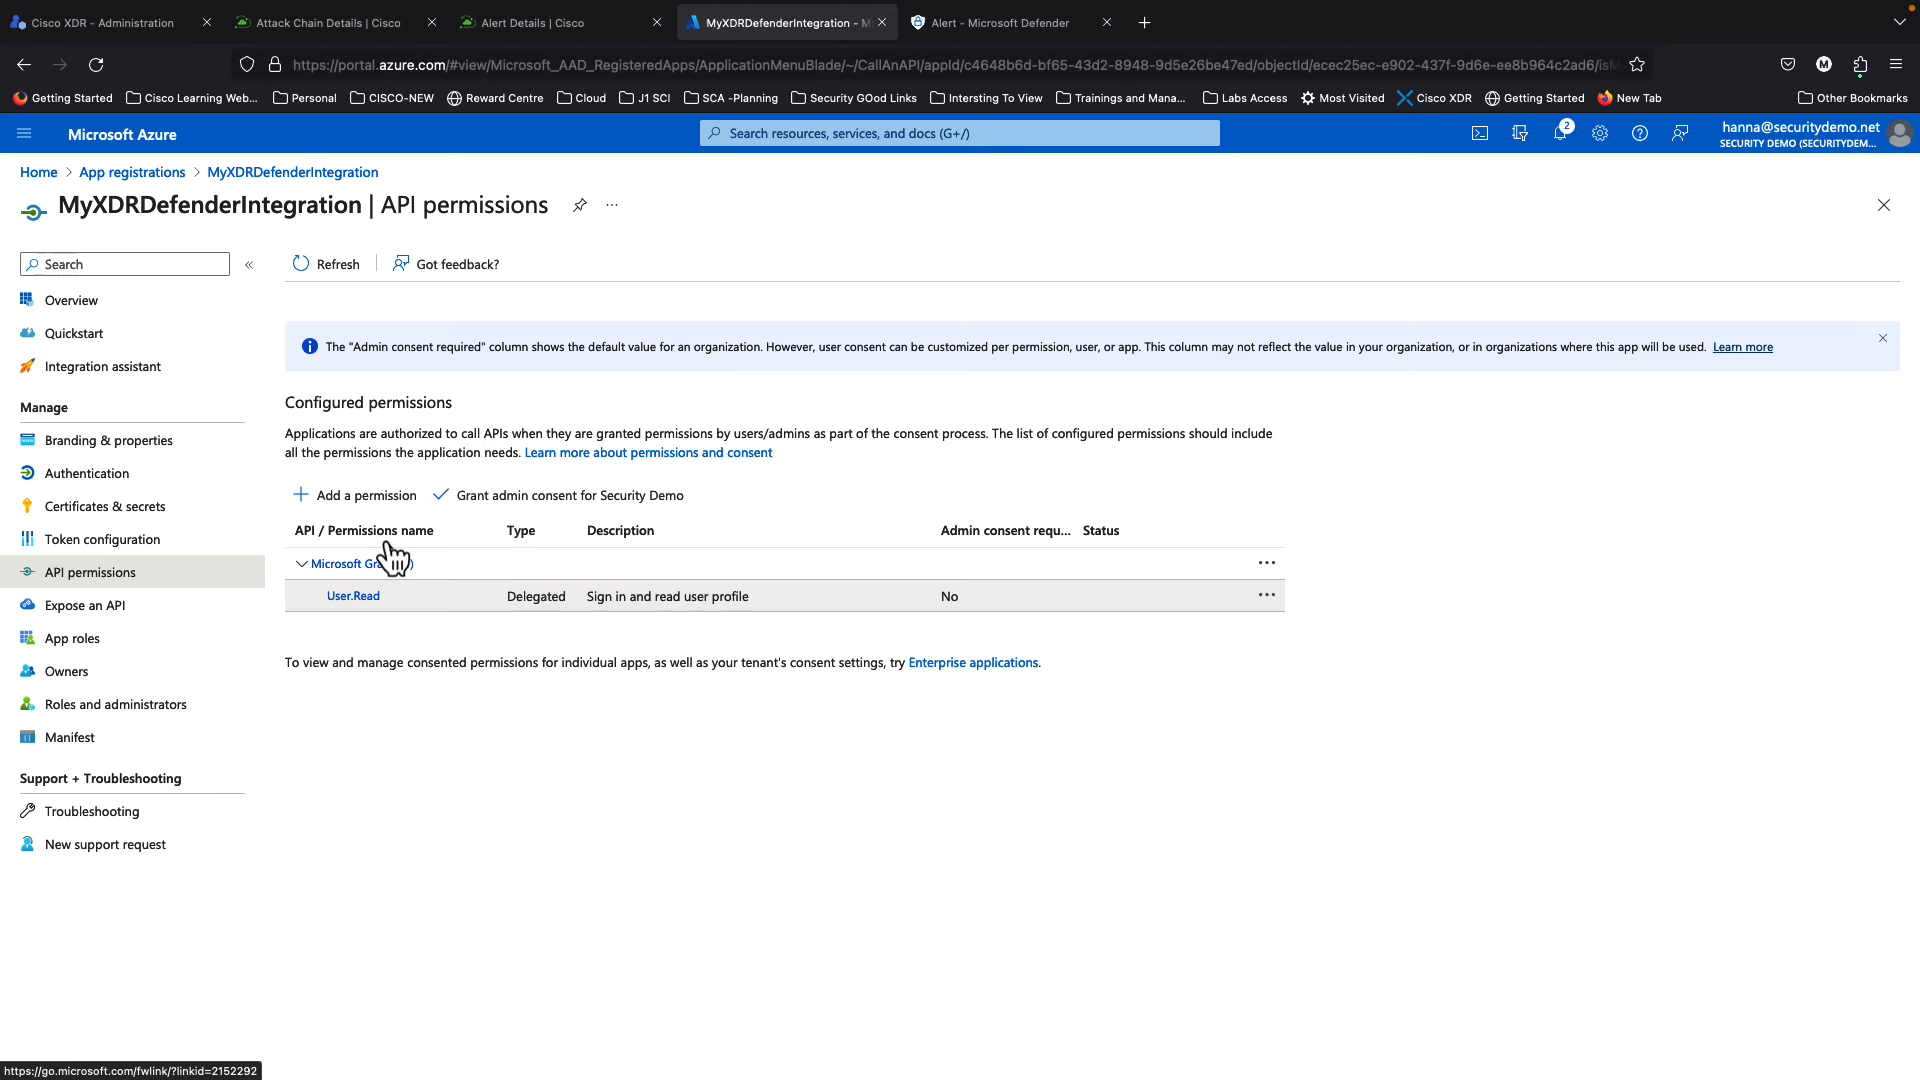 Cisco XDR - Administration
Attack Chain Details | Cisco
Alert Details | Cisco
MyXDRDefenderIntegration - M
Alert - Microsoft Defender
https://portal.azure.com/#view/Microsoft_AAD_RegisteredApps/ApplicationMenuBlade/~/CallAnAPI/appId/c4648b6d-bf65-43d2-8948-9d5e26be47ed/objectId/ecec25ec-e902-437f-9d6e-ee8b964c2ad6/isM
M
Getting Started
Cisco Learning Web...
Personal
CISCO-NEW
Reward Centre
Cloud
J1 SCI
SCA -Planning
Security GOod Links
Intersting To View
Trainings and Mana...
Labs Access
Most Visited
Cisco XDR
Getting Started
New Tab
Other Bookmarks
Microsoft Azure
Search resources, services, and docs (G+/)
2
hanna@securitydemo.net
SECURITY DEMO (SECURITYDEM...
Home > App registrations > MyXDRDefenderIntegration
MyXDRDefenderIntegration | API permissions
Search
Refresh
Got feedback?
Overview
Quickstart
Integration assistant
Manage
Branding & properties
Authentication
Certificates & secrets
Token configuration
API permissions
Expose an API
App roles
Owners
Roles and administrators
Manifest
Support + Troubleshooting
Troubleshooting
New support request
The "Admin consent required" column shows the default value for an organization. However, user consent can be customized per permission, user, or app. This column may not reflect the value in your organization, or in organizations where this app will be used. Learn more
Configured permissions
Applications are authorized to call APIs when they are granted permissions by users/admins as part of the consent process. The list of configured permissions should include
all the permissions the application needs. Learn more about permissions and consent
Add a permission
Grant admin consent for Security Demo
API / Permissions name Type Description Admin consent requ... Status
Microsoft
User.Read Delegated Sign in and read user profile No
To view and manage consented permissions for individual apps, as well as your tenant's consent settings, try Enterprise applications.
https://go.microsoft.com/fwlink/?linkid=2152292